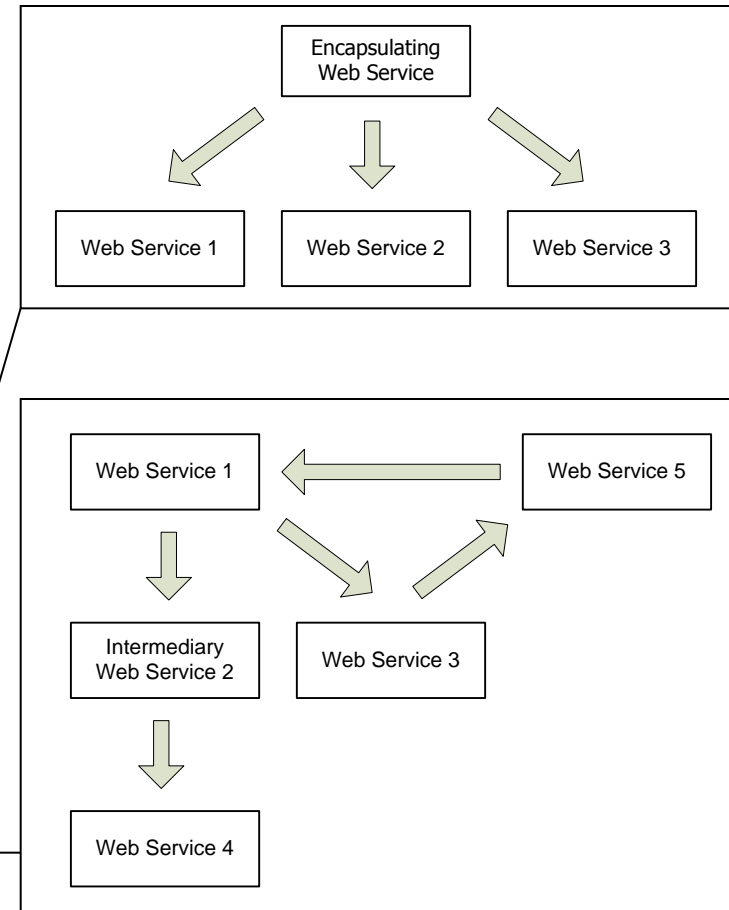 Encapsulating
Web Service
Web Service 1
Web Service 2
Web Service 3
Web Service 1
Web Service 5
Intermediary
Web Service 2
Web Service 3
Web Service 4